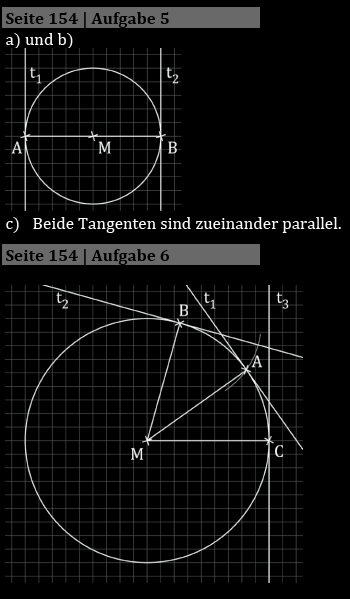 Seite 154 | Aufgabe 5
a) und b)
t1 t2
A M B
c) Beide Tangenten sind zueinander parallel.
Seite 154 | Aufgabe 6
t2 t1 t3
B
A
M C